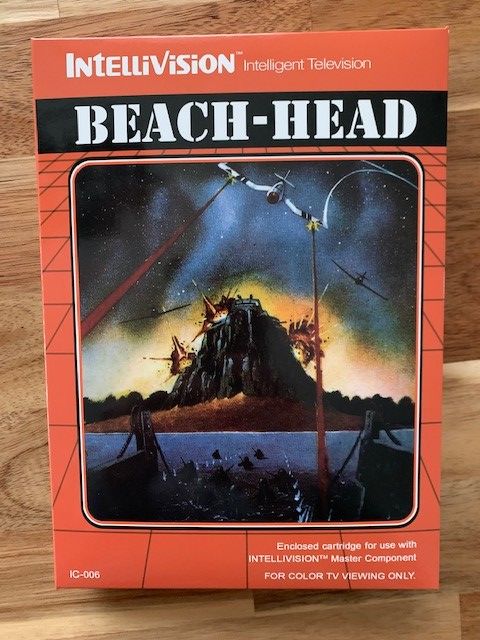 INTELLIVISION™ Intelligent Television
BEACH-HEAD
Enclosed cartridge for use with
INTELLIVISION™ Master Component
IC-006 FOR COLOR TV VIEWING ONLY.